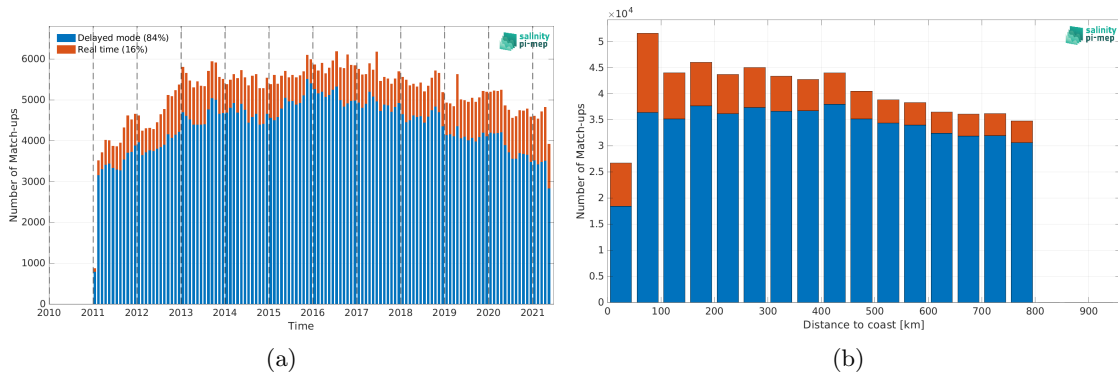 Delayed mode (84%)
Real time (16%)
salinity
pi-mep
6000
5000
4000
3000
2000
1000
0
Number of Match-ups
2010 2011 2012 2013 2014 2015 2016 2017 2018 2019 2020 2021
Time
(a)
×10⁴
salinity
pi-mep
5
4.5
4
3.5
3
2.5
2
1.5
1
0.5
0
Number of Match-ups
0 100 200 300 400 500 600 700 800 900
Distance to coast [km]
(b)